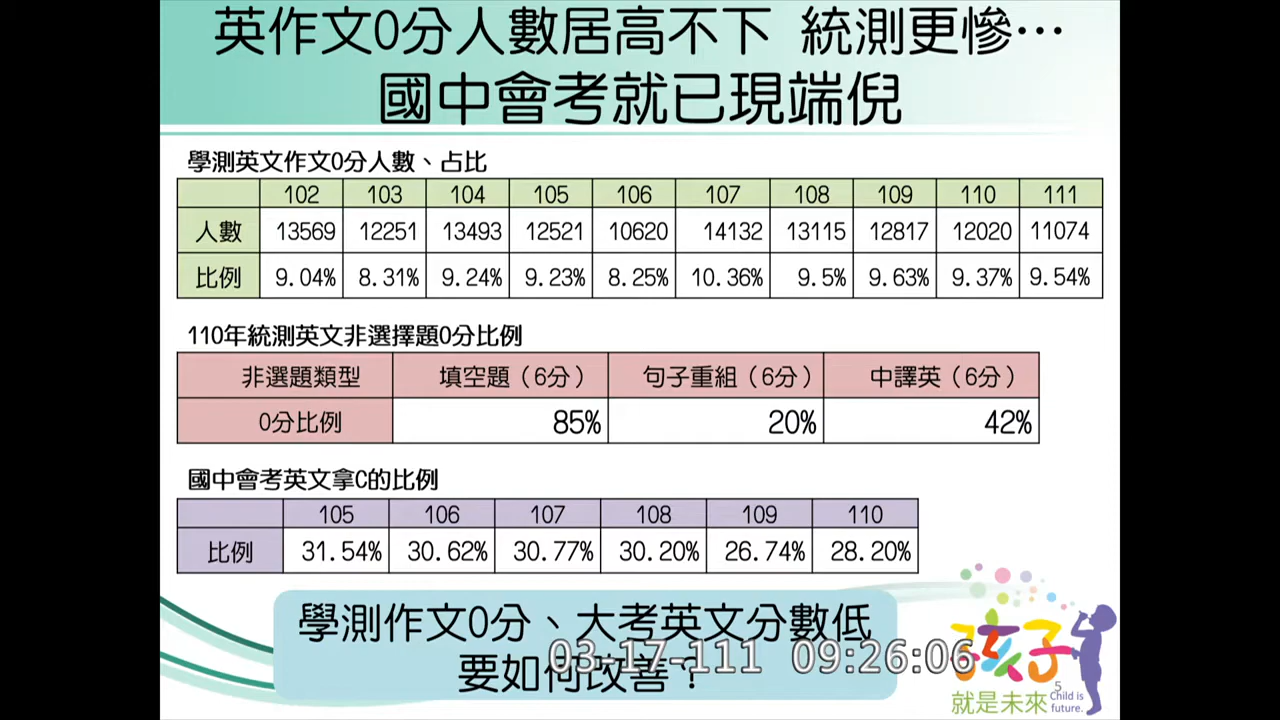 英作文0分人數居高不下 統測更慘…
國中會考就已現端倪
學測英文作文0分人數、占比
102 103 104 105 106 107 108 109 110 111
人數 13569 12251 13493 12521 10620 14132 13115 12817 12020 11074
比例 9.04% 8.31% 9.24% 9.23% 8.25% 10.36% 9.5% 9.63% 9.37% 9.54%
110年統測英文非選擇題0分比例
非選題類型 填空題（6分） 句子重組（6分） 中譯英（6分）
0分比例 85% 20% 42%
國中會考英文拿C的比例
105 106 107 108 109 110
比例 31.54% 30.62% 30.77% 30.20% 26.74% 28.20%
學測作文0分、大考英文分數低
要如何改善？
03-17-111 09:26:06
孩子
就是未來 Child is future.
5